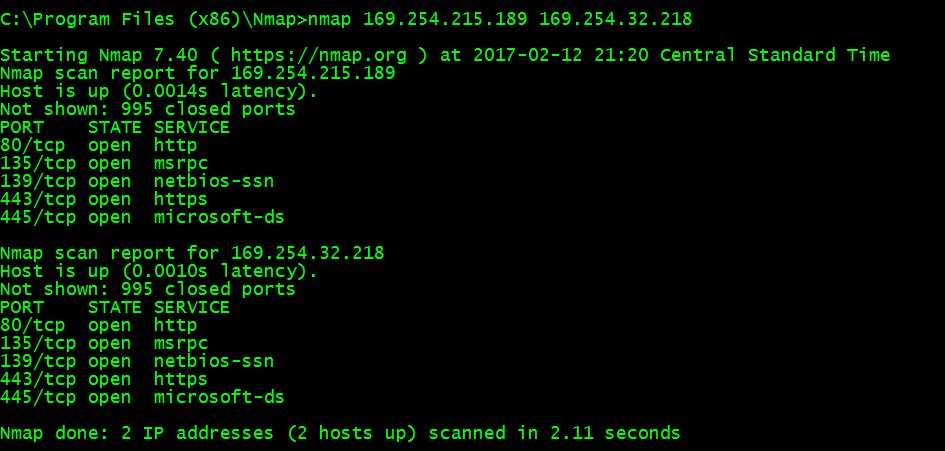 C:\Program Files (x86)\Nmap>nmap 169.254.215.189 169.254.32.218
Starting Nmap 7.40 ( https://nmap.org ) at 2017-02-12 21:20 Central Standard Time
Nmap scan report for 169.254.215.189
Host is up (0.0014s latency).
Not shown: 995 closed ports
PORT    STATE SERVICE
80/tcp  open  http
135/tcp open  msrpc
139/tcp open  netbios-ssn
443/tcp open  https
445/tcp open  microsoft-ds
Nmap scan report for 169.254.32.218
Host is up (0.0010s latency).
Not shown: 995 closed ports
PORT    STATE SERVICE
80/tcp  open  http
135/tcp open  msrpc
139/tcp open  netbios-ssn
443/tcp open  https
445/tcp open  microsoft-ds
Nmap done: 2 IP addresses (2 hosts up) scanned in 2.11 seconds